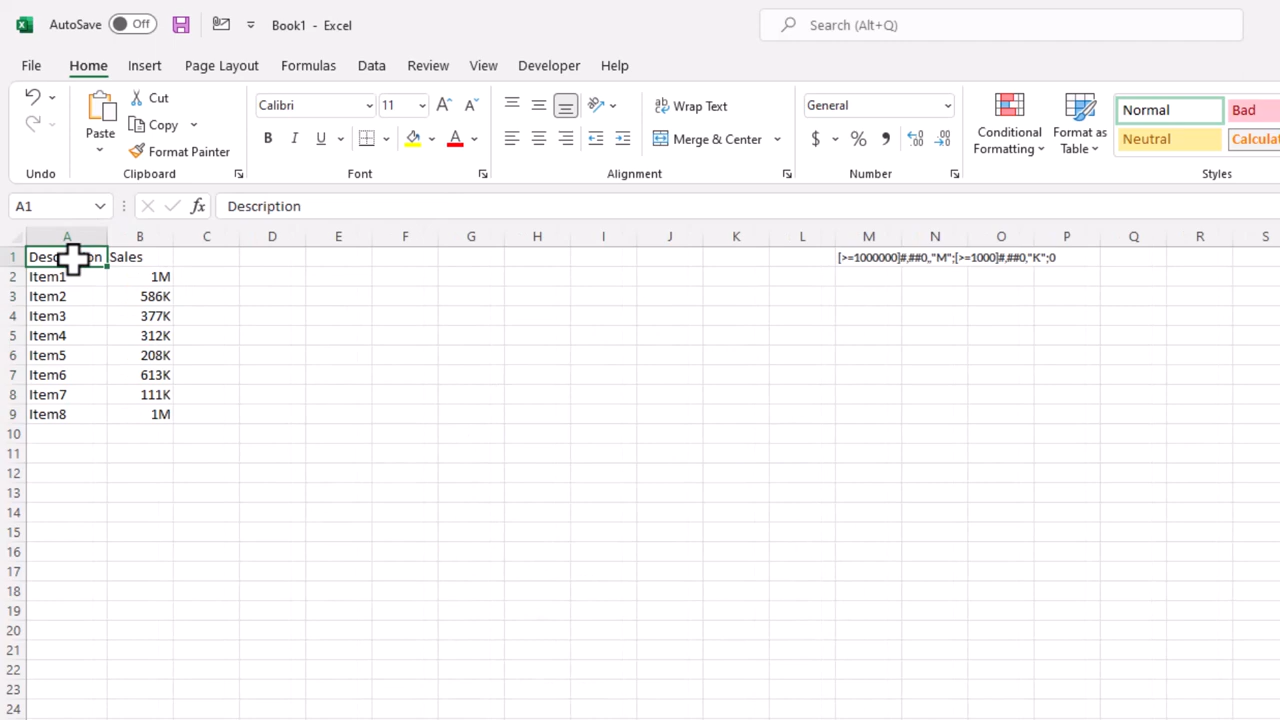 AutoSave Off Book1 - Excel Search (Alt+Q)
File Home Insert Page Layout Formulas Data Review View Developer Help
Paste Cut Copy Format Painter
Calibri 11
B I U A
Wrap Text
Merge & Center
General
$ % ,
Conditional Formatting
Format as Table
Normal Bad
Neutral Calculat
Undo Clipboard Font Alignment Number Styles
A1 fx Description
A B C D E F G H I J K L M N O P Q R S
1 Sales [>=1000000]#,##0,,"M";[>=1000]#,##0,"K";0
2 Item1 1M
3 Item2 586K
4 Item3 377K
5 Item4 312K
6 Item5 208K
7 Item6 613K
8 Item7 111K
9 Item8 1M
10
11
12
13
14
15
16
17
18
19
20
21
22
23
24